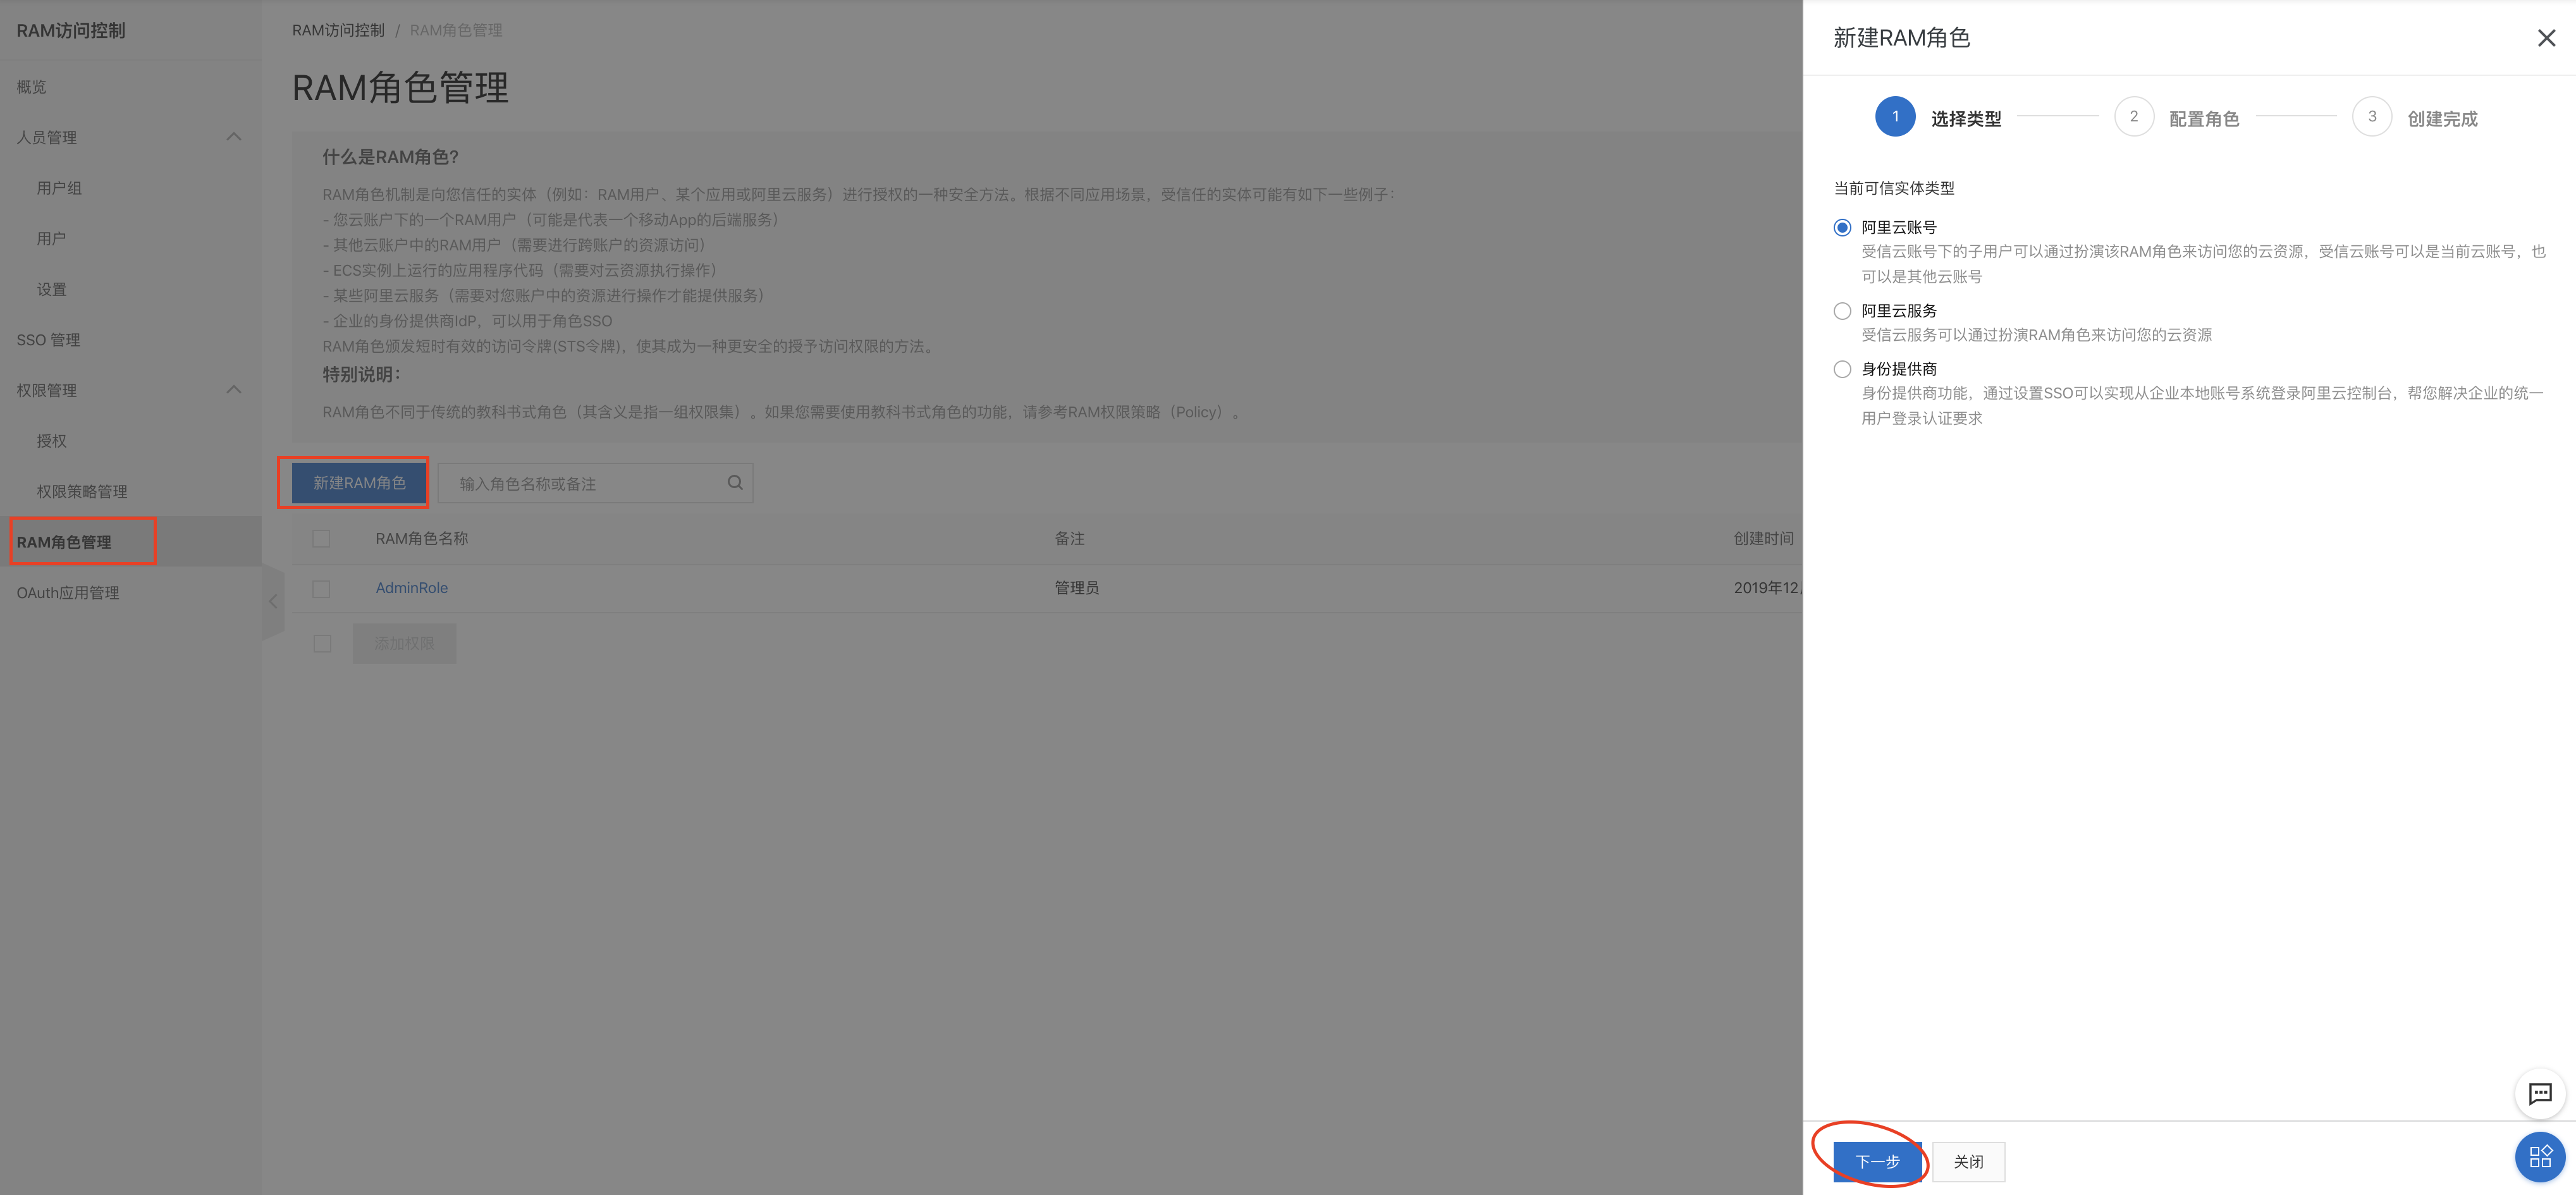 RAM访问控制
概览
人员管理
用户组
用户
设置
SSO 管理
权限管理
授权
权限策略管理
RAM角色管理
OAuth应用管理
RAM访问控制 / RAM角色管理
RAM角色管理
什么是RAM角色?
RAM角色机制是向您信任的实体（例如：RAM用户、某个应用或阿里云服务）进行授权的一种安全方法。根据不同应用场景，受信任的实体可能有如下一些例子：
- 您云账户下的一个RAM用户（可能是代表一个移动App的后端服务）
- 其他云账户中的RAM用户（需要进行跨账户的资源访问）
- ECS实例上运行的应用程序代码（需要对云资源执行操作）
- 某些阿里云服务（需要对您账户中的资源进行操作才能提供服务）
- 企业的身份提供商IdP，可以用于角色SSO
RAM角色颁发短时有效的访问令牌(STS令牌)，使其成为一种更安全的授予访问权限的方法。
特别说明：
RAM角色不同于传统的教科书式角色（其含义是指一组权限集）。如果您需要使用教科书式角色的功能，请参考RAM权限策略（Policy）。
新建RAM角色 输入角色名称或备注
RAM角色名称 备注 创建时间
AdminRole 管理员 2019年12
添加权限
新建RAM角色
1 选择类型 2 配置角色 3 创建完成
当前可信实体类型
阿里云账号
受信云账号下的子用户可以通过扮演该RAM角色来访问您的云资源，受信云账号可以是当前云账号，也
可以是其他云账号
阿里云服务
受信云服务可以通过扮演RAM角色来访问您的云资源
身份提供商
身份提供商功能，通过设置SSO可以实现从企业本地账号系统登录阿里云控制台，帮您解决企业的统一
用户登录认证要求
下一步 关闭